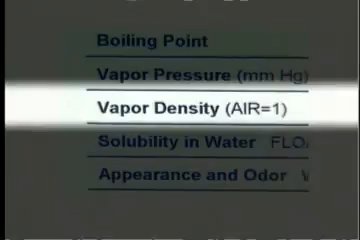 Boiling Point
Vapor Pressure (mm Hg)
Vapor Density (AIR=1)
Solubility in Water
Appearance and Odor